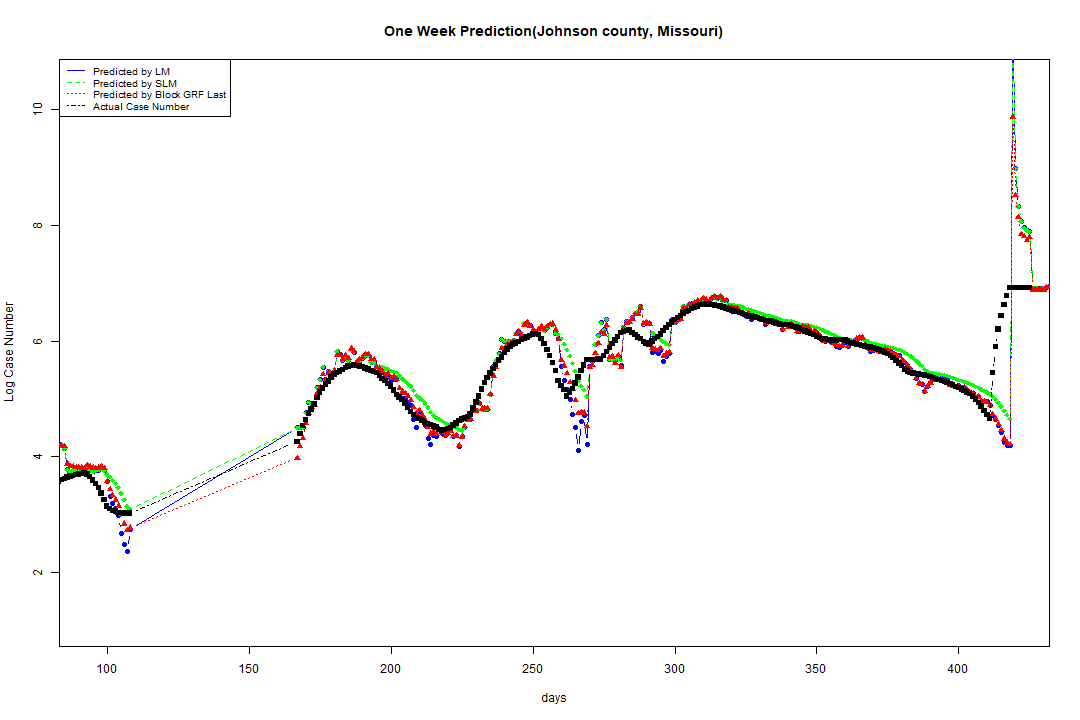 One Week Prediction(Johnson county, Missouri)
Predicted by LM
Predicted by SLM
Predicted by Block GRF Last
Actual Case Number
Log Case Number
10
8
6
4
2
100 150 200 250 300 350 400
days